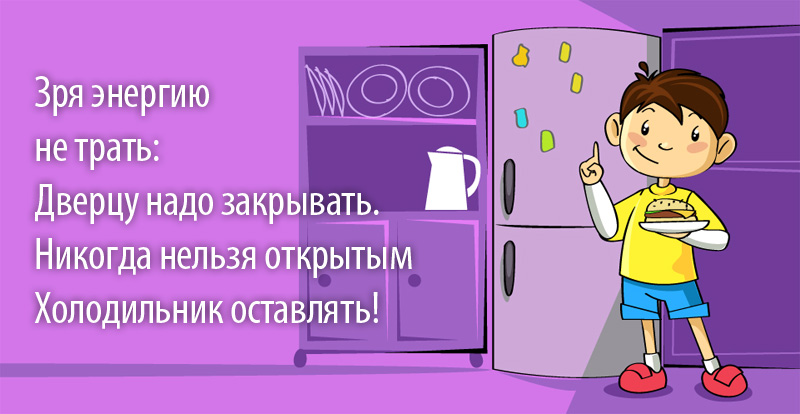 Зря энергию
не трать:
Дверцу надо закрывать.
Никогда нельзя открытым
Холодильник оставлять!